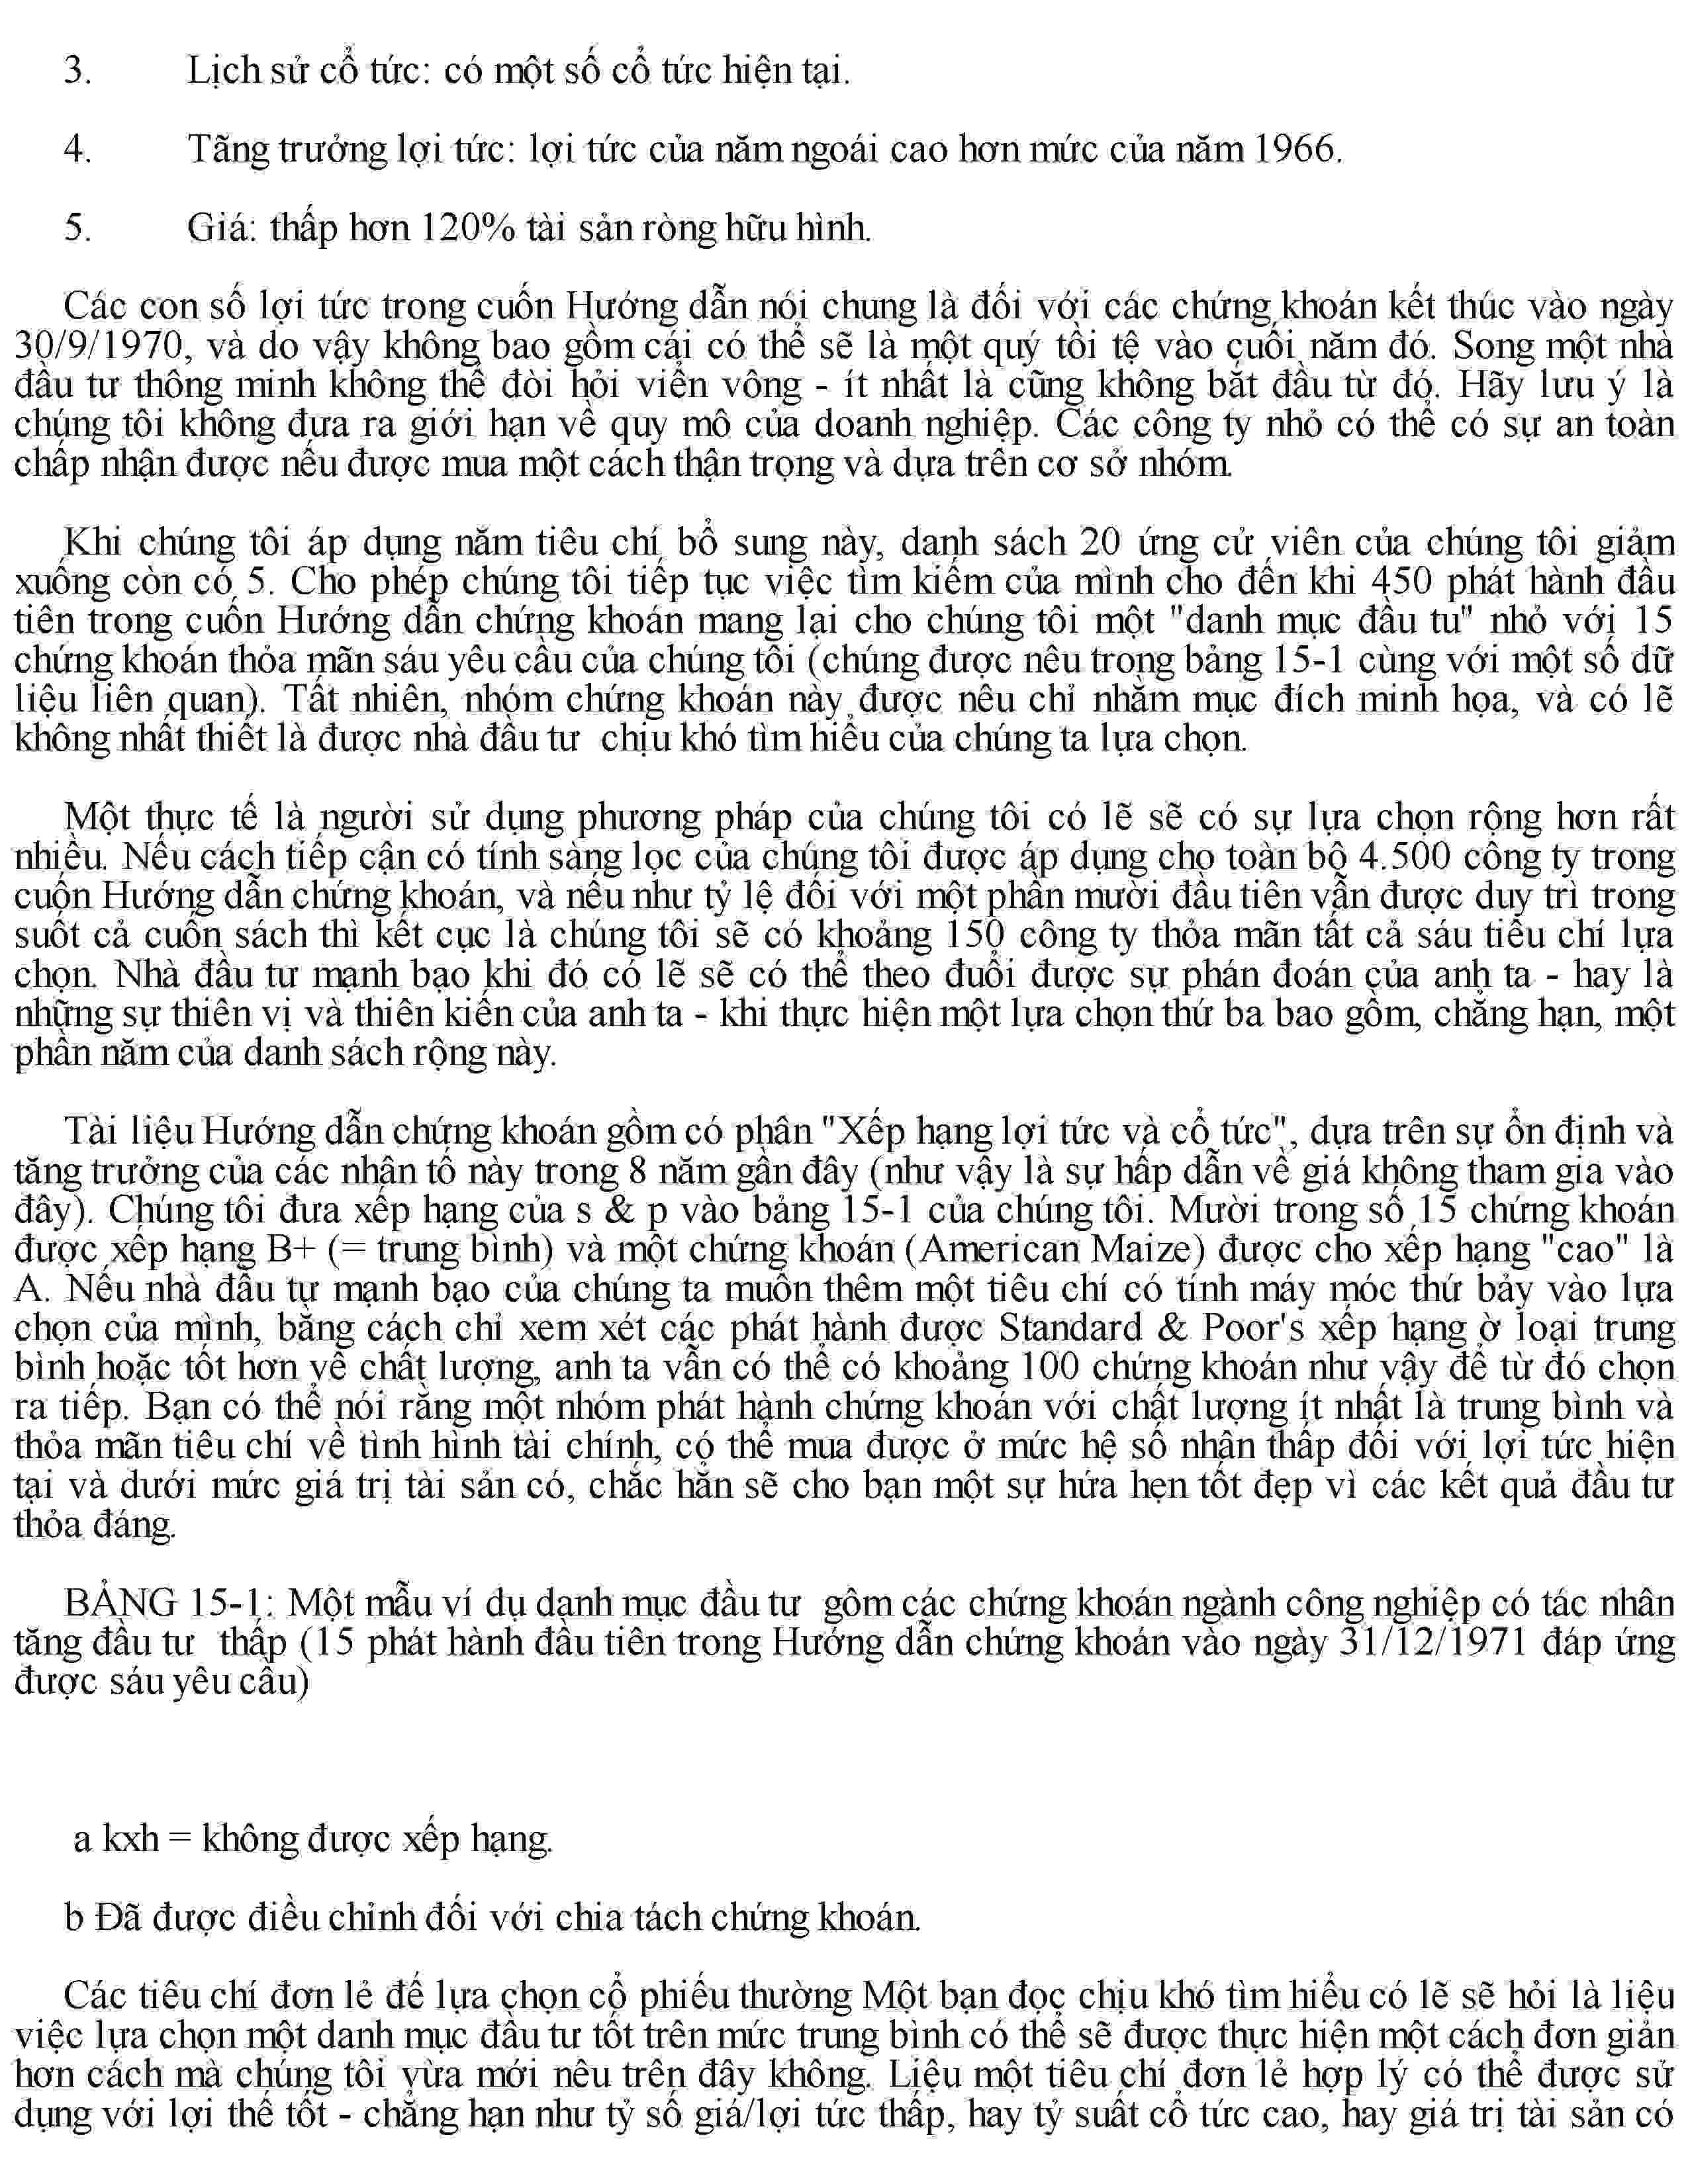 3. Lịch sử cổ tức: có một số cổ tức hiện tại.
4. Tăng trưởng lợi tức: lợi tức của năm ngoái cao hơn mức của năm 1966.
5. Giá: thấp hơn 120% tài sản ròng hữu hình.
Các con số lợi tức trong cuốn Hướng dẫn nói chung là đối với các chứng khoán kết thúc vào ngày
30/9/1970, và do vậy không bao gồm cái có thể sẽ là một quý tồi tệ vào cuối năm đó. Song một nhà
đầu tư thông minh không thể đòi hỏi viển vông - ít nhất là cũng không bắt đầu từ đó. Hãy lưu ý là
chúng tôi không đưa ra giới hạn về quy mô của doanh nghiệp. Các công ty nhỏ có thể có sự an toàn
chấp nhận được nếu được mua một cách thận trọng và dựa trên cơ sở nhóm.
Khi chúng tôi áp dụng năm tiêu chí bổ sung này, danh sách 20 ứng cử viên của chúng tôi giảm
xuống còn có 5. Cho phép chúng tôi tiếp tục việc tìm kiếm của mình cho đến khi 450 phát hành đầu
tiên trong cuốn Hướng dẫn chứng khoán mang lại cho chúng tôi một "danh mục đầu tu" nhỏ với 15
chứng khoán thỏa mãn sáu yêu cầu của chúng tôi (chúng được nêu trong bảng 15-1 cùng với một số dữ
liệu liên quan). Tất nhiên, nhóm chứng khoán này được nêu chỉ nhằm mục đích minh họa, và có lẽ
không nhất thiết là được nhà đầu tư chịu khó tìm hiểu của chúng ta lựa chọn.
Một thực tế là người sử dụng phương pháp của chúng tôi có lẽ sẽ có sự lựa chọn rộng hơn rất
nhiều. Nếu cách tiếp cận có tính sàng lọc của chúng tôi được áp dụng cho toàn bộ 4.500 công ty trong
cuốn Hướng dẫn chứng khoán, và nếu như tỷ lệ đối với một phần mười đầu tiên vẫn được duy trì trong
suốt cả cuốn sách thì kết cục là chúng tôi sẽ có khoảng 150 công ty thỏa mãn tất cả sáu tiêu chí lựa
chọn. Nhà đầu tư mạnh bạo khi đó có lẽ sẽ có thể theo đuổi được sự phán đoán của anh ta - hay là
những sự thiên vị và thiên kiến của anh ta - khi thực hiện một lựa chọn thứ ba bao gồm, chẳng hạn, một
phần năm của danh sách rộng này.
Tài liệu Hướng dẫn chứng khoán gồm có phân "Xếp hạng lợi tức và cổ tức", dựa trên sự ổn định và
tăng trưởng của các nhân tố này trong 8 năm gần đây (như vậy là sự hấp dẫn về giá không tham gia vào
đây). Chúng tôi đưa xếp hạng của s & p vào bảng 15-1 của chúng tôi. Mười trong số 15 chứng khoán
được xếp hạng B+ (= trung bình) và một chứng khoán (American Maize) được cho xếp hạng "cao" là
A. Nếu nhà đầu tư mạnh bạo của chúng ta muốn thêm một tiêu chí có tính máy móc thứ bảy vào lựa
chọn của mình, bằng cách chỉ xem xét các phát hành được Standard & Poor's xếp hạng ờ loại trung
bình hoặc tốt hơn về chất lượng, anh ta vẫn có thể có khoảng 100 chứng khoán như vậy để từ đó chọn
ra tiếp. Bạn có thể nói rằng một nhóm phát hành chứng khoán với chất lượng ít nhất là trung bình và
thỏa mãn tiêu chí về tình hình tài chính, có thể mua được ở mức hệ số nhân thấp đối với lợi tức hiện
tại và dưới mức giá trị tài sản có, chắc hẳn sẽ cho bạn một sự hứa hẹn tốt đẹp vì các kết quả đầu tư
thỏa đáng.
BẢNG 15-1: Một mẫu ví dụ danh mục đầu tư gôm các chứng khoán ngành công nghiệp có tác nhân
tăng đầu tư thấp (15 phát hành đầu tiên trong Hướng dẫn chứng khoán vào ngày 31/12/1971 đáp ứng
được sáu yêu cầu)
a kxh = không được xếp hạng.
b Đã được điều chỉnh đối với chia tách chứng khoán.
Các tiêu chí đơn lẻ để lựa chọn cổ phiếu thường Một bạn đọc chịu khó tìm hiểu có lẽ sẽ hỏi là liệu
việc lựa chọn một danh mục đầu tư tốt trên mức trung bình có thể sẽ được thực hiện một cách đơn giản
hơn cách mà chúng tôi vừa mới nêu trên đây không. Liệu một tiêu chí đơn lẻ hợp lý có thể được sử
dụng với lợi thế tốt - chẳng hạn như tỷ số giá/lợi tức thấp, hay tỷ suất cổ tức cao, hay giá trị tài sản có